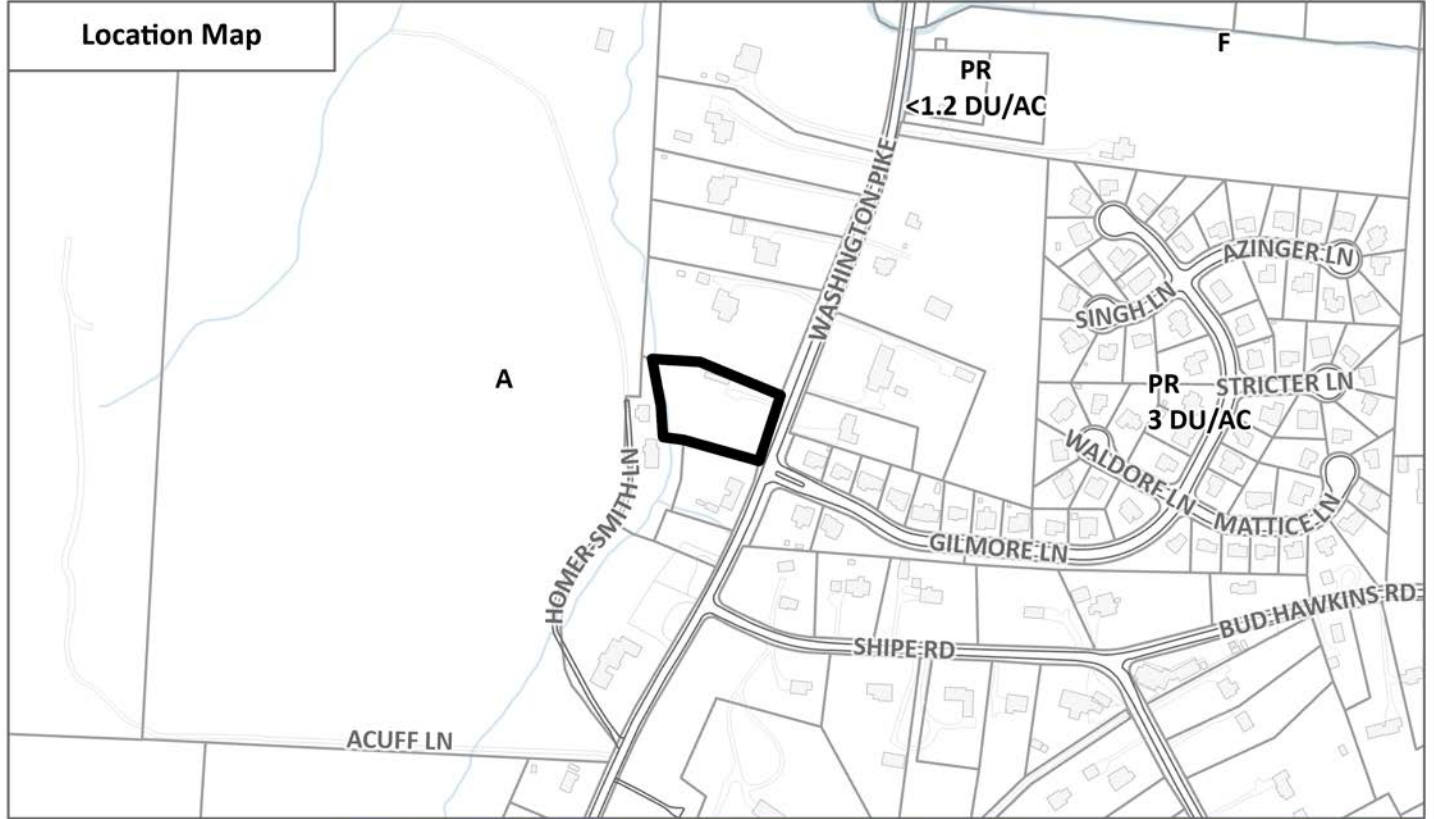 Location Map
F
PR
<1.2 DU/AC
WASHINGTON PIKE
AZINGER LN
SINGH LN
A
PR
3 DU/AC
STRICTER LN
WALDORF LN
MATTICE LN
HOMER SMITH LN
GILMORE LN
BUD HAWKINS RD
SHIPE RD
ACUFF LN